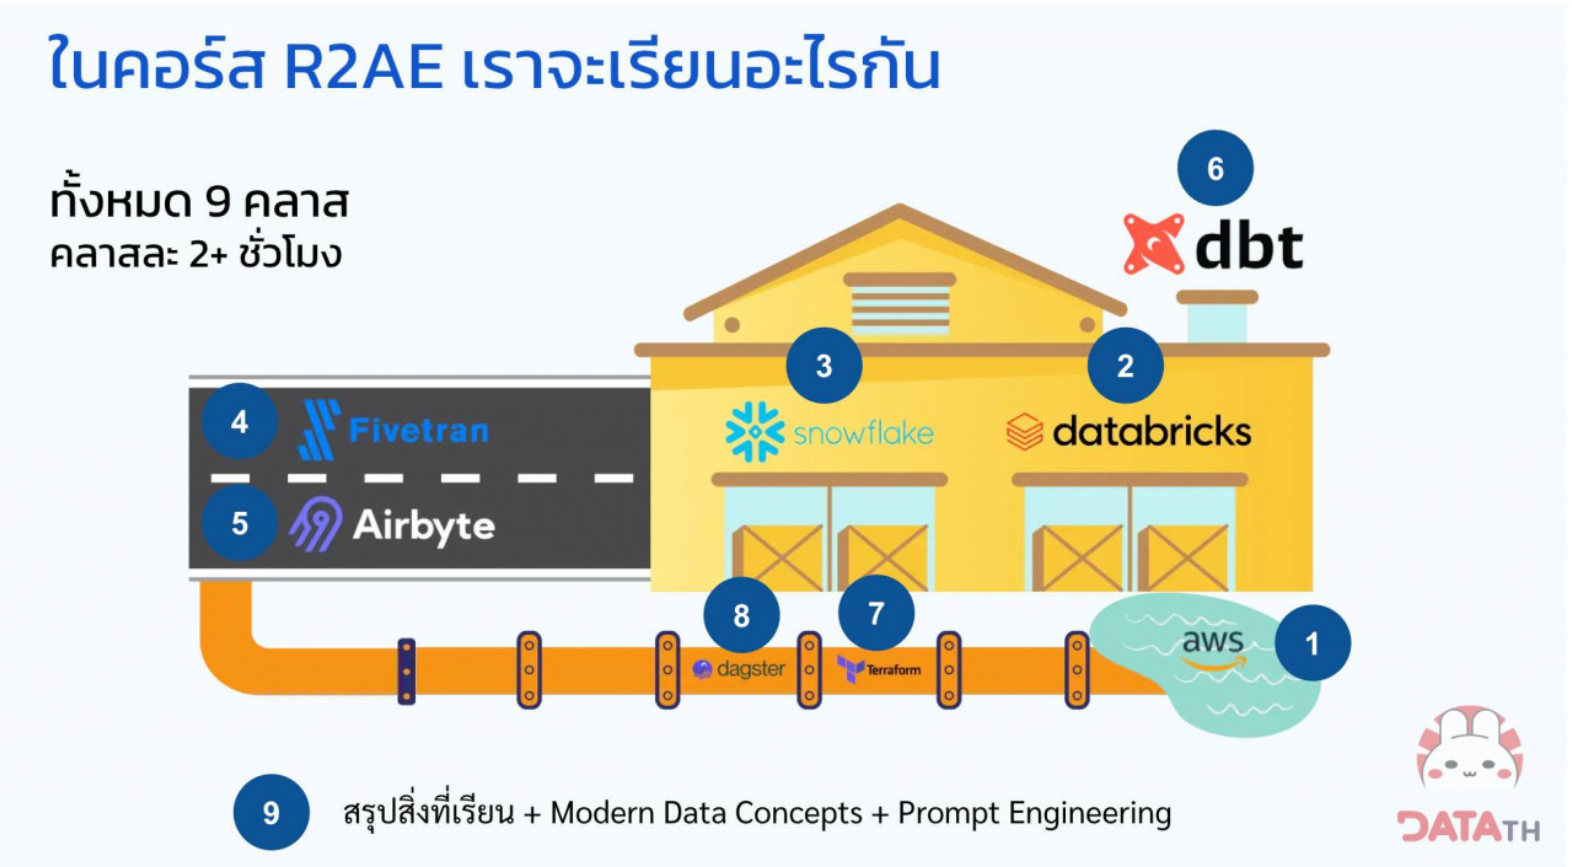 ในคอร์ส R2AE เราจะเรียนอะไรกัน
ทั้งหมด 9 คลาส
คลาสละ 2+ ชั่วโมง
6
dbt
3
2
snowflake
databricks
4
Fivetran
5
Airbyte
8
7
dagster
Terraform
aws
1
9
สรุปสิ่งที่เรียน + Modern Data Concepts + Prompt Engineering
DATATH